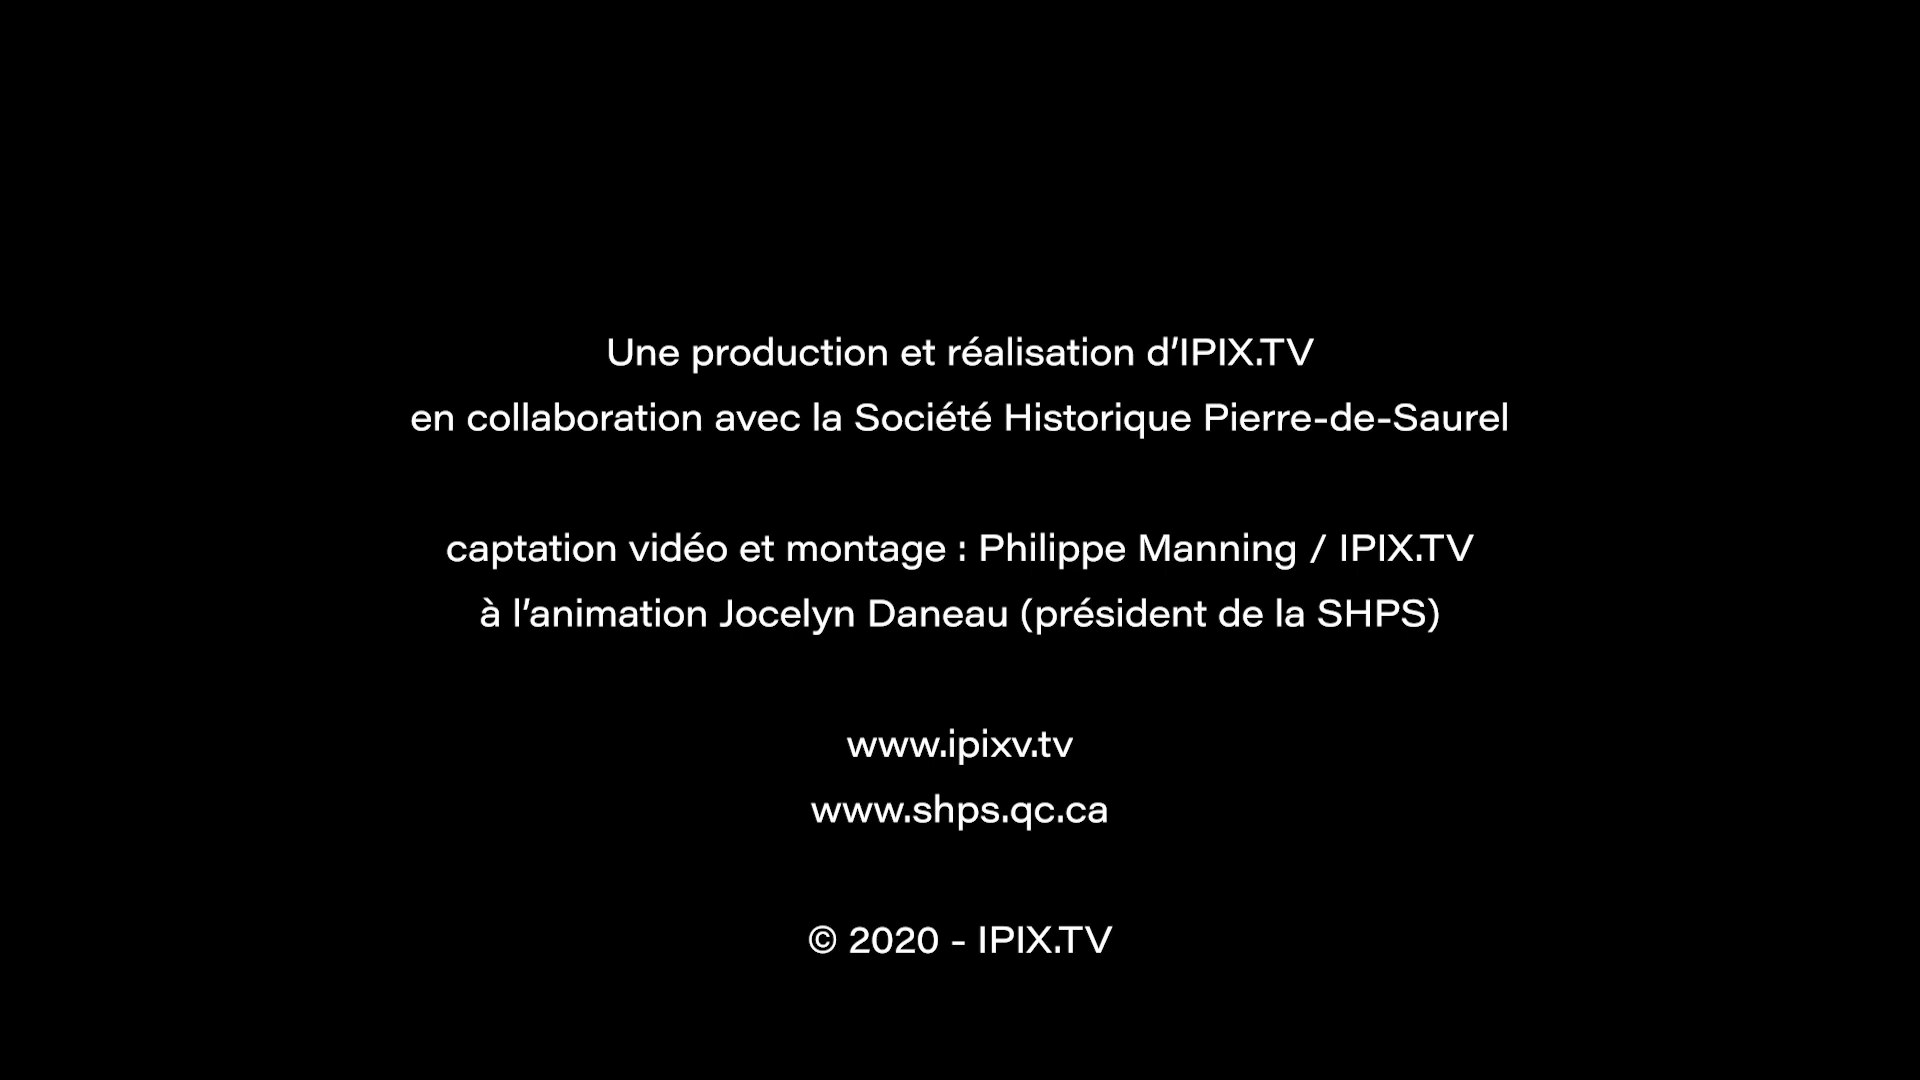 Une production et réalisation d’IPIX.TV
en collaboration avec la Société Historique Pierre-de-Saurel
captation vidéo et montage : Philippe Manning / IPIX.TV
à l’animation Jocelyn Daneau (président de la SHPS)
www.ipixv.tv
www.shps.qc.ca
© 2020 - IPIX.TV